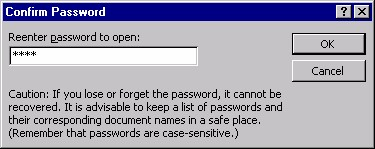 Confirm Password
Reenter password to open:
****
OK
Cancel
Caution: If you lose or forget the password, it cannot be
recovered. It is advisable to keep a list of passwords and
their corresponding document names in a safe place.
(Remember that passwords are case-sensitive.)